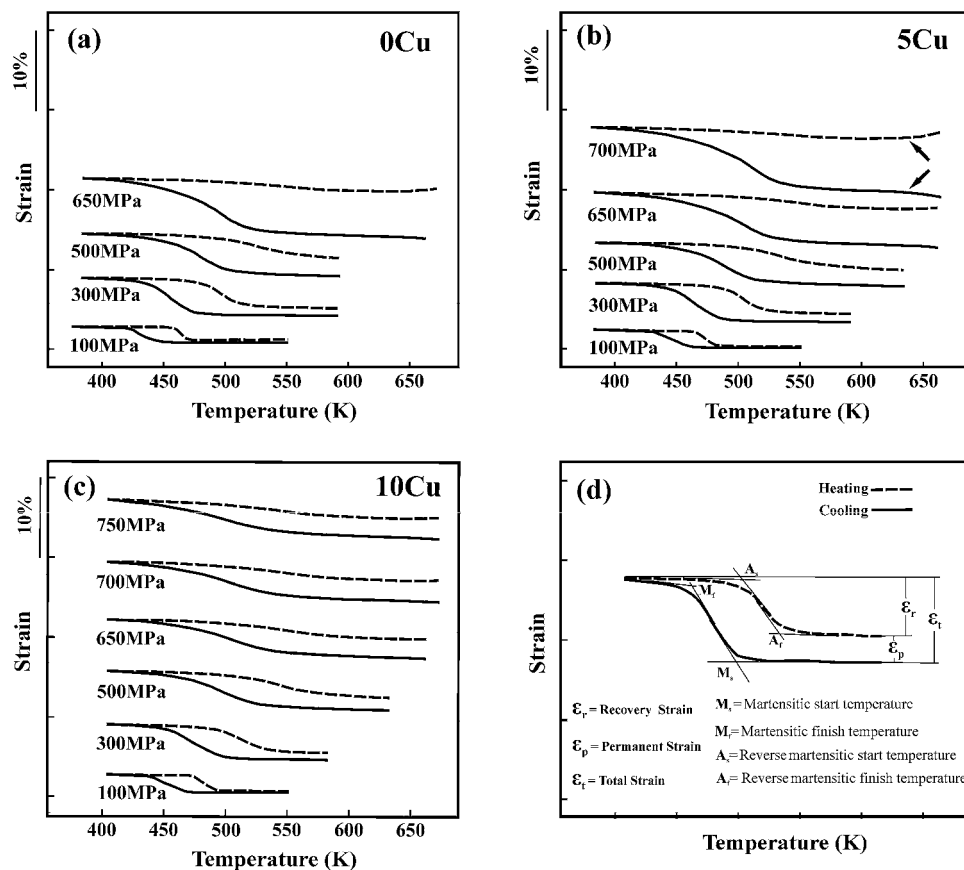 (a)
0Cu
10%
Strain
650MPa
500MPa
300MPa
100MPa
400 450 500 550 600 650
Temperature (K)
(b)
5Cu
10%
Strain
700MPa
650MPa
500MPa
300MPa
100MPa
400 450 500 550 600 650
Temperature (K)
(c)
10Cu
10%
Strain
750MPa
700MPa
650MPa
500MPa
300MPa
100MPa
400 450 500 550 600 650
Temperature (K)
(d)
Heating
Cooling
Strain
As
Mf
Af
Ms
εr
εp
εt
εr = Recovery Strain
εp = Permanent Strain
εt = Total Strain
Ms = Martensitic start temperature
Mf = Martensitic finish temperature
As = Reverse martensitic start temperature
Af = Reverse martensitic finish temperature
Temperature (K)